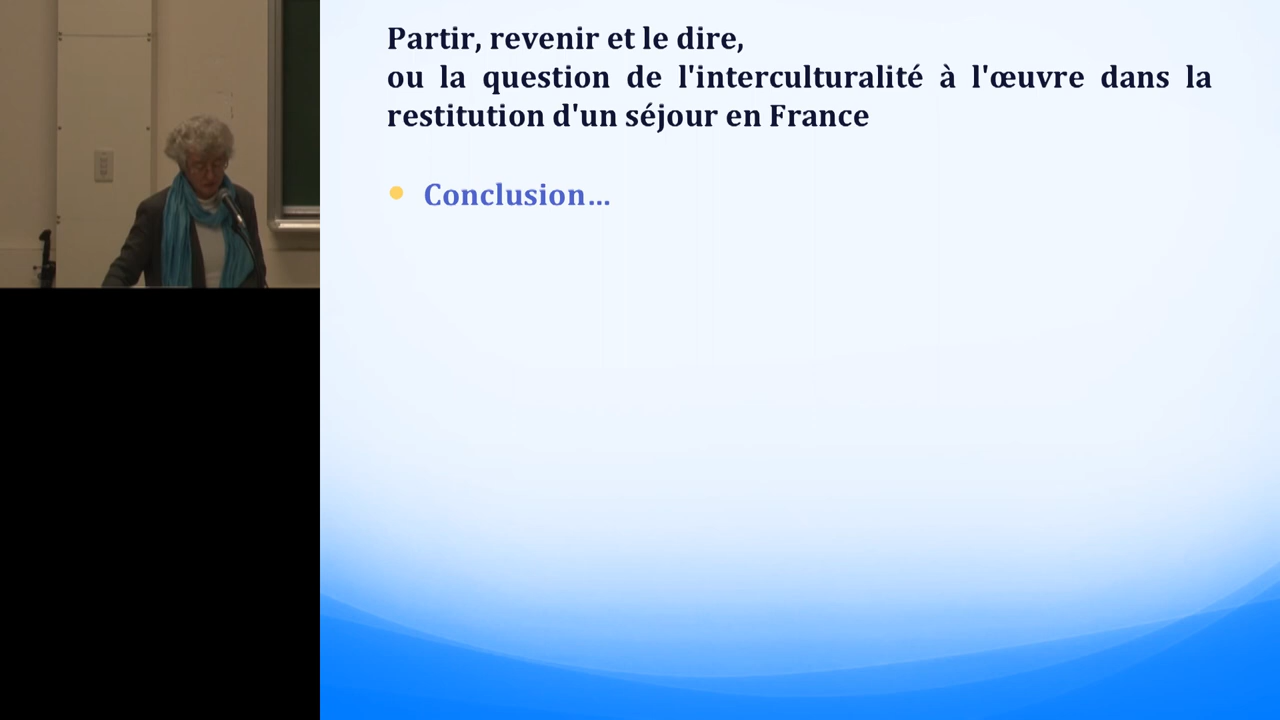 Partir, revenir et le dire,
ou la question de l'interculturalité à l'œuvre dans la
restitution d'un séjour en France
Conclusion...